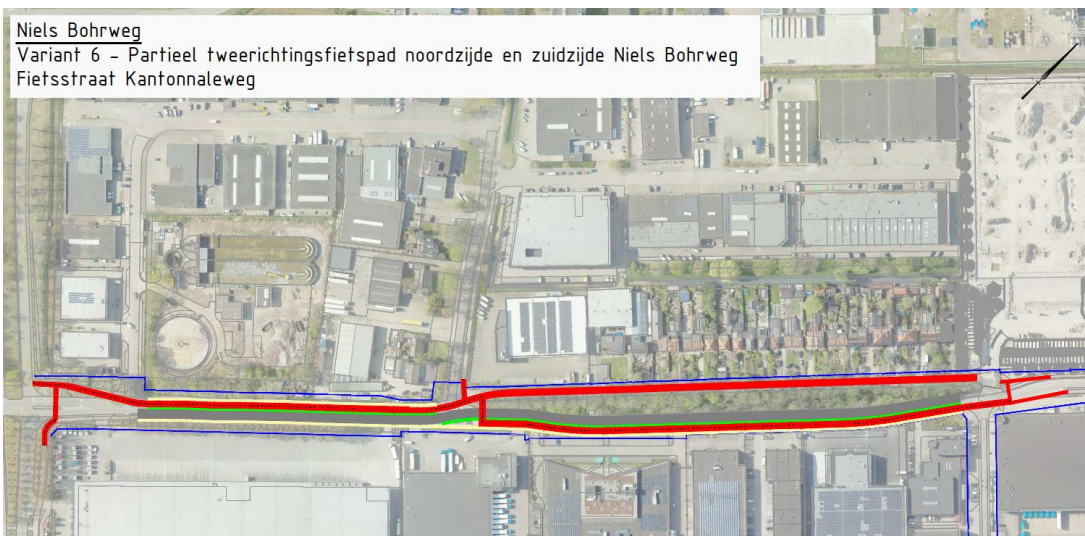 Niels Bohrweg
Variant 6 - Partieel tweerichtingsfietspad noordzijde en zuidzijde Niels Bohrweg
Fietsstraat Kantonnaleweg